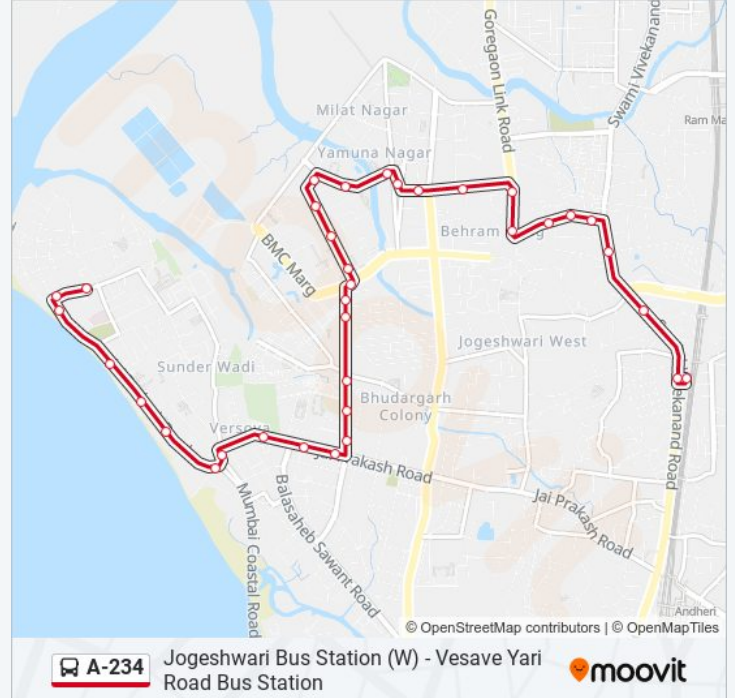 Goregaon Link Road
Swami Vivekanand
Ram Ma
Milat Nagar
Yamuna Nagar
Behram
BMC Marg
Jogeshwari West
Sunder Wadi
Bhudargarh
Colony
Versova
ekanand Road
Prakash Road
Jai Prakash Road
Balasaheb Sawant Road
Mumbai Coastal Road
Andheri
© OpenStreetMap contributors | © OpenMapTiles
A-234
Jogeshwari Bus Station (W) - Vesave Yari
Road Bus Station
moovit